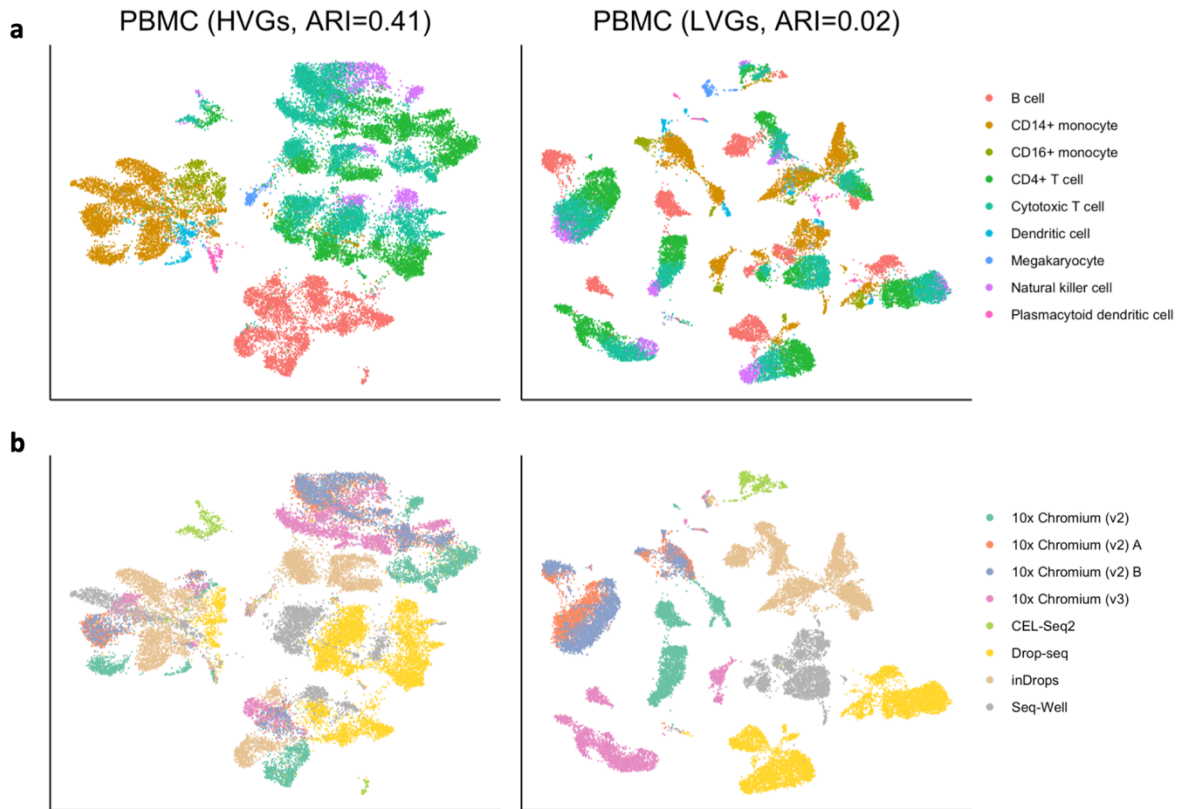 a
PBMC (HVGs, ARI=0.41)
PBMC (LVGs, ARI=0.02)
B cell
CD14+ monocyte
CD16+ monocyte
CD4+ T cell
Cytotoxic T cell
Dendritic cell
Megakaryocyte
Natural killer cell
Plasmacytoid dendritic cell
b
10x Chromium (v2)
10x Chromium (v2) A
10x Chromium (v2) B
10x Chromium (v3)
CEL-Seq2
Drop-seq
inDrops
Seq-Well